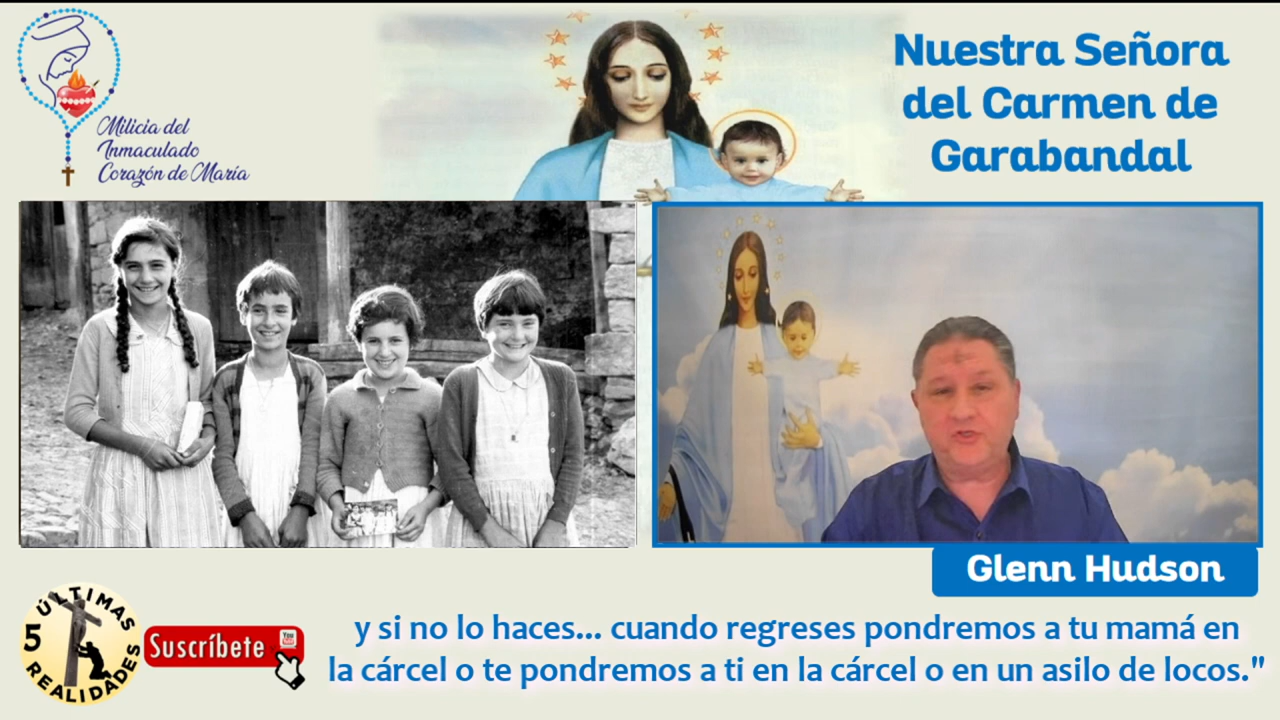 Milicia del
Inmaculado
Corazón de María
Nuestra Señora
del Carmen de
Garabandal
Glenn Hudson
5 ÚLTIMAS
REALIDADES
Suscríbete
You
Tube
y si no lo haces... cuando regreses pondremos a tu mamá en
la cárcel o te pondremos a ti en la cárcel o en un asilo de locos."